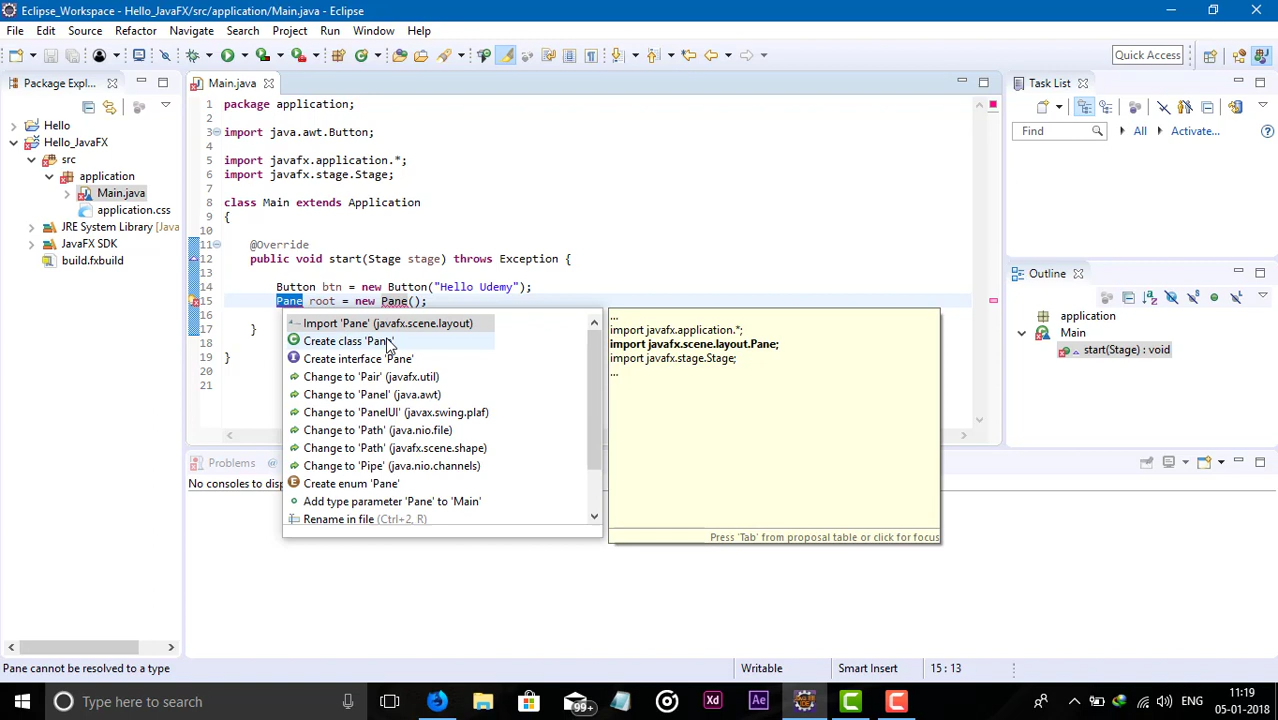 Eclipse_Workspace - Hello_JavaFX/src/application/Main.java - Eclipse
File Edit Source Refactor Navigate Search Project Run Window Help
Quick Access
Package Expl...
Hello
Hello_JavaFX
src
application
Main.java
application.css
JRE System Library [Java
JavaFX SDK
build.fxbuild
Main.java
1 package application;
2
3 import java.awt.Button;
4
5 import javafx.application.*;
6 import javafx.stage.Stage;
7
8 class Main extends Application
9 {
10
11 @Override
12 public void start(Stage stage) throws Exception {
13
14 Button btn = new Button("Hello Udemy");
15 Pane root = new Pane();
16
17 }
18
19 }
20
21
Import 'Pane' (javafx.scene.layout)
Create class 'Pane'
Create interface 'Pane'
Change to 'Pair' (javafx.util)
Change to 'Panel' (java.awt)
Change to 'PanelUI' (javax.swing.plaf)
Change to 'Path' (java.nio.file)
Change to 'Path' (javafx.scene.shape)
Change to 'Pipe' (java.nio.channels)
Create enum 'Pane'
Add type parameter 'Pane' to 'Main'
Rename in file (Ctrl+2, R)
...
import javafx.application.*;
import javafx.scene.layout.Pane;
import javafx.stage.Stage;
...
Press 'Tab' from proposal table or click for focus
Problems @
No consoles to disp
Task List
Find All Activate...
Outline
application
Main
start(Stage) : void
Pane cannot be resolved to a type
Writable
Smart Insert
15 : 13
Type here to search
99+
Xd
Ae
ENG
11:19
05-01-2018